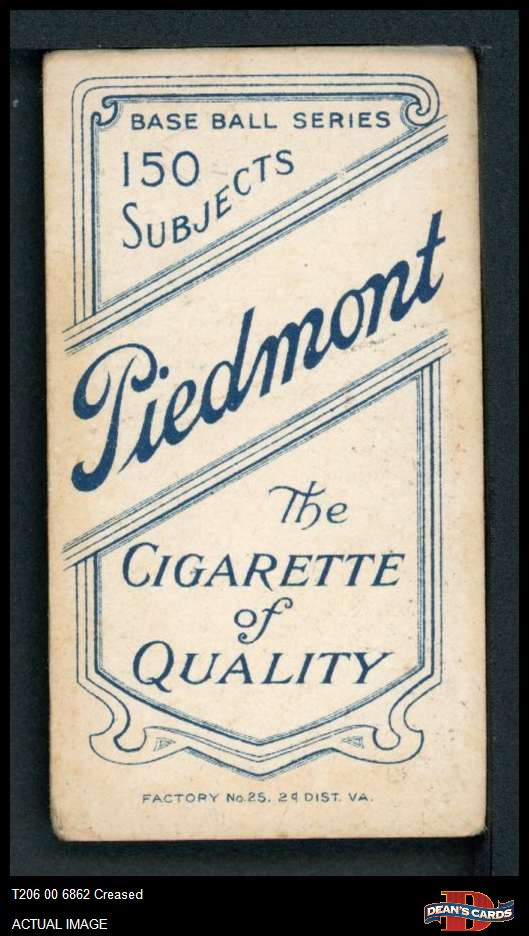 BASE BALL SERIES
150
SUBJECTS
Piedmont
The
CIGARETTE
of
QUALITY
FACTORY No.25, 2d DIST. VA.
T206 00 6862 Creased
ACTUAL IMAGE
D
DEAN'S CARDS